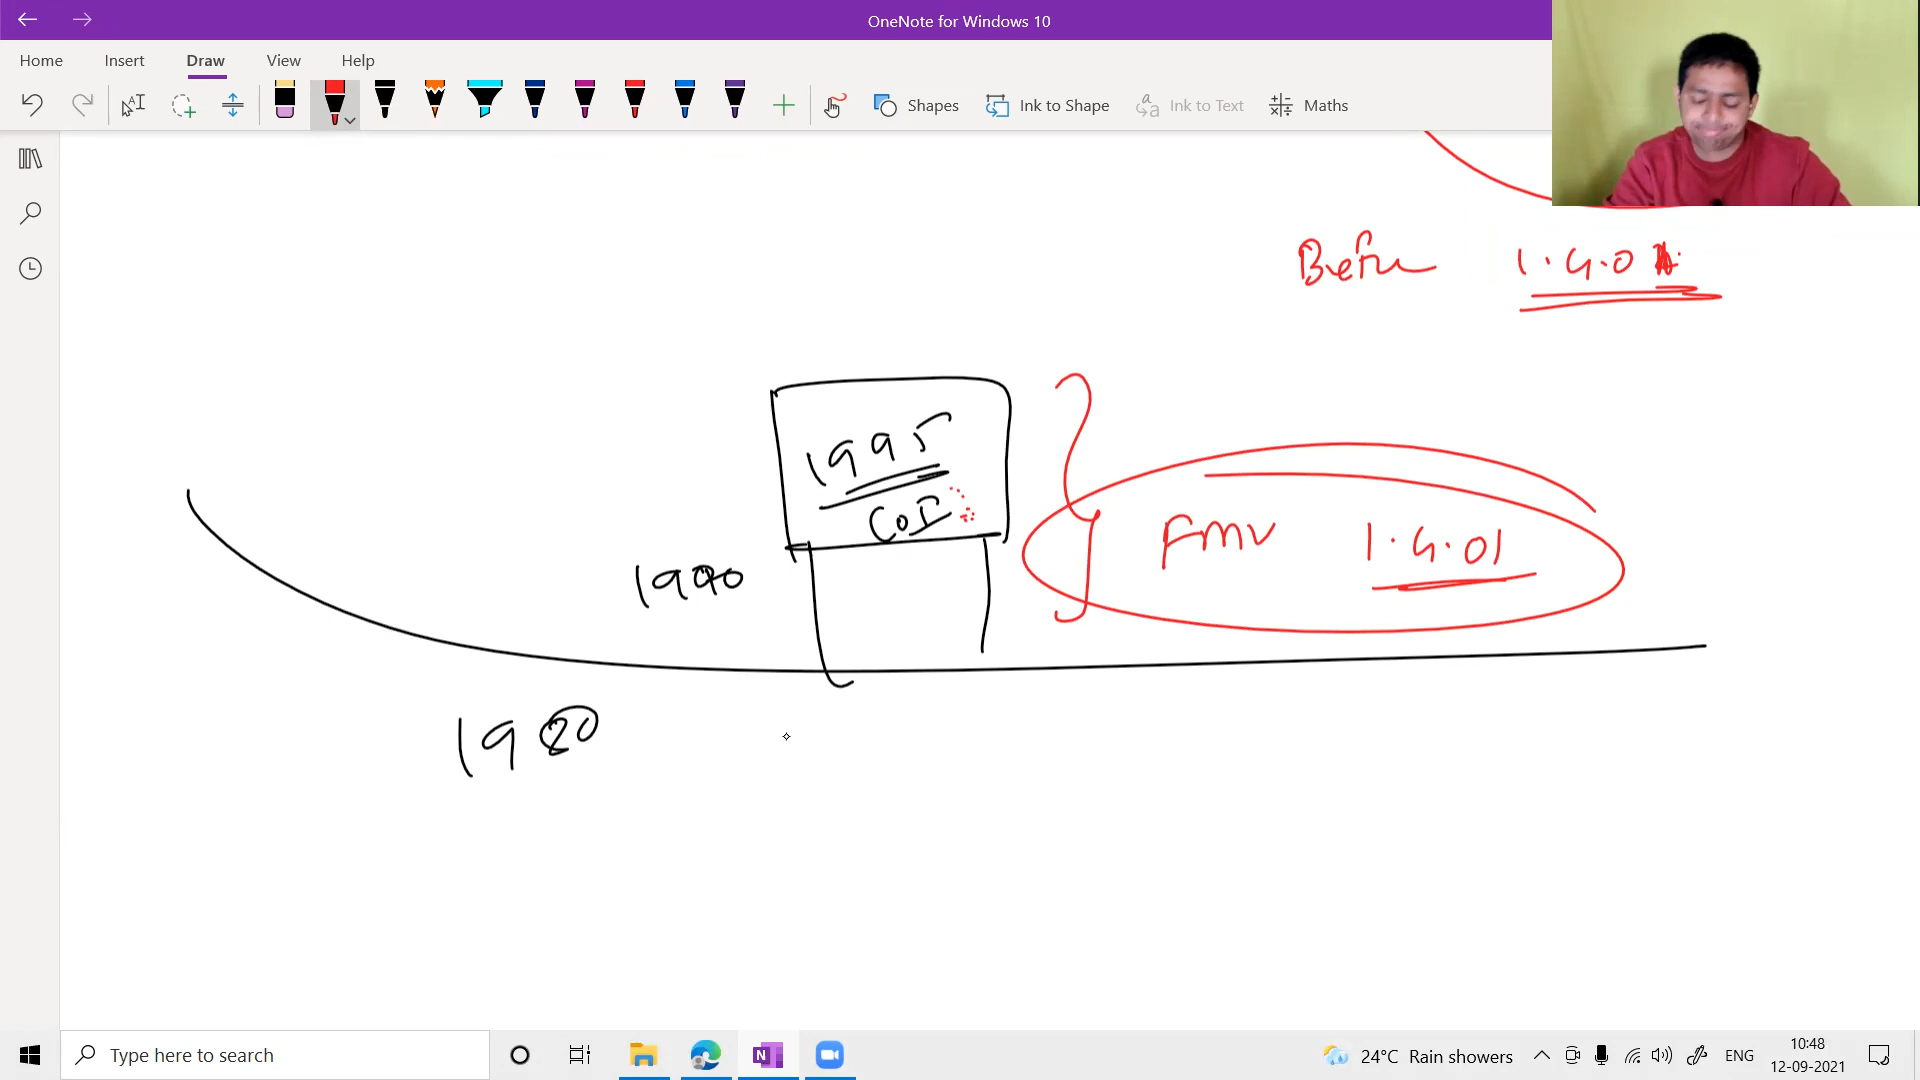 OneNote for Windows 10
Home Insert Draw View Help
Shapes Ink to Shape Ink to Text Maths
1.4.0
1995
COI
FMV 1.4.01
1990
1920
Type here to search
24°C Rain showers ENG 10:48
12-09-2021